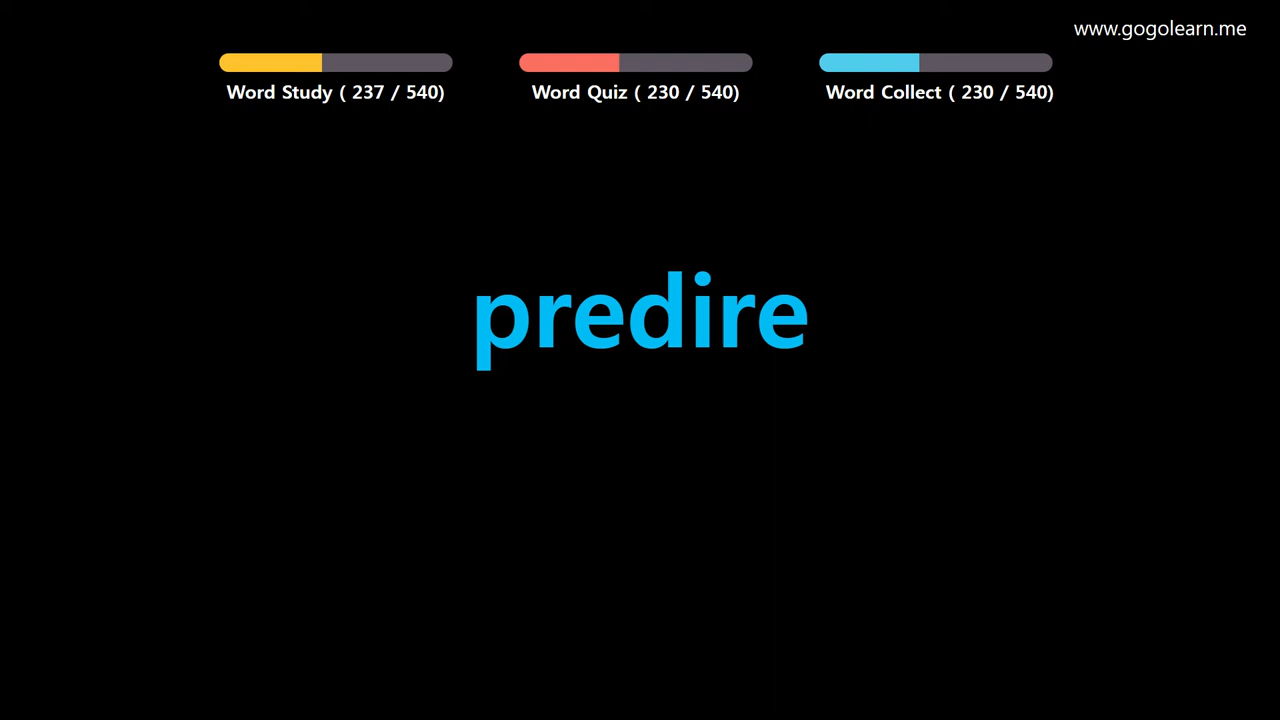 www.gogolearn.me
Word Study ( 237 / 540)
Word Quiz ( 230 / 540)
Word Collect ( 230 / 540)
predire